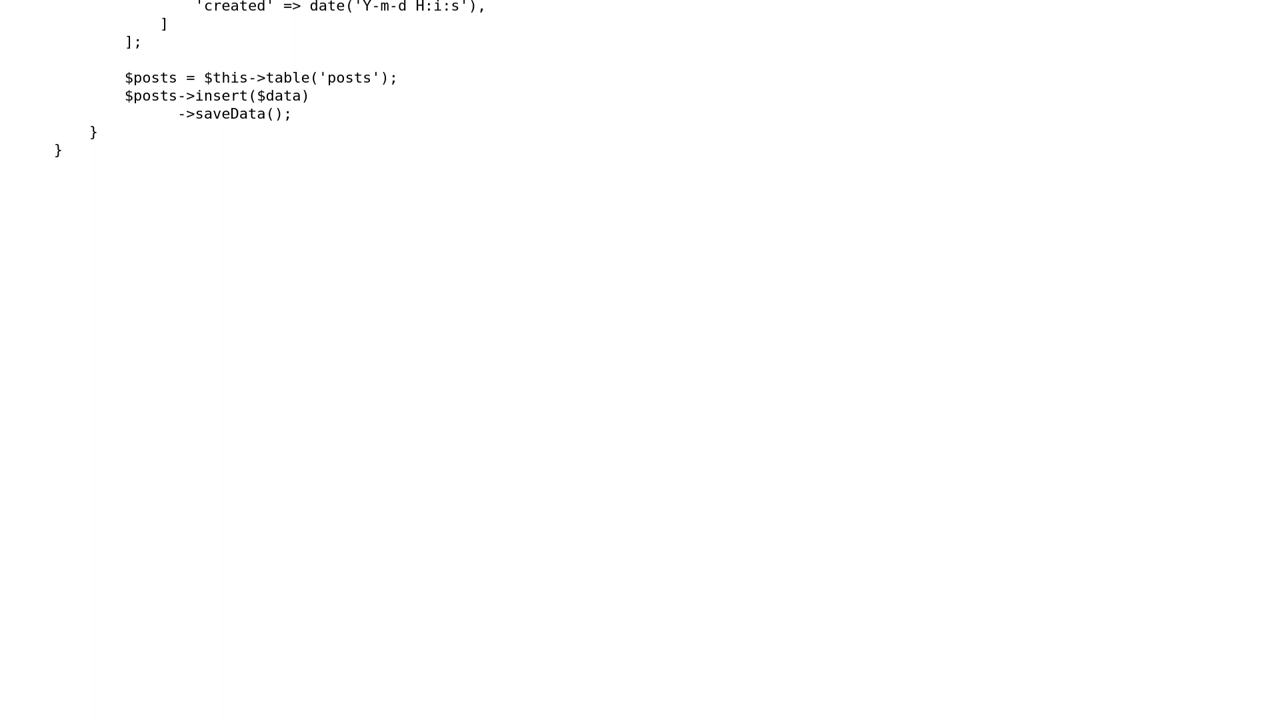 'created' => date('Y-m-d H:i:s'),
]
];
$posts = $this->table('posts');
$posts->insert($data)
->saveData();
}
}